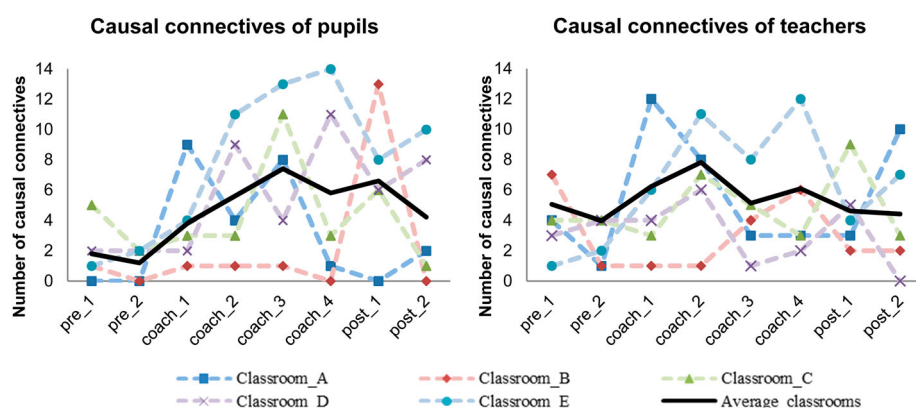 Causal connectives of pupils
Causal connectives of teachers
Number of causal connectives
14
12
10
8
6
4
2
0
pre_1
pre_2
coach_1
coach_2
coach_3
coach_4
post_1
post_2
Number of causal connectives
14
12
10
8
6
4
2
0
pre_1
pre_2
coach_1
coach_2
coach_3
coach_4
post_1
post_2
Classroom_A
Classroom_B
Classroom_C
Classroom_D
Classroom_E
Average_classrooms